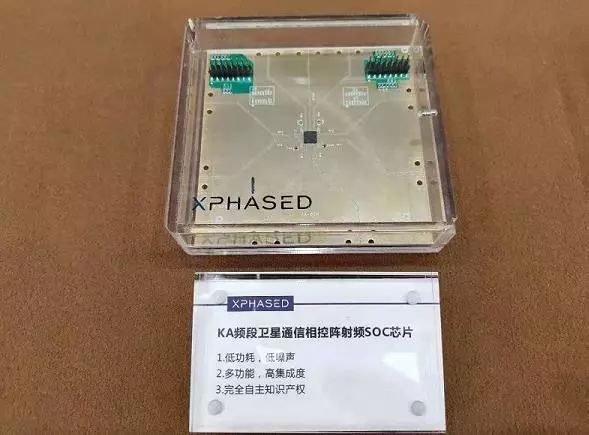 XPHASED
XPHASED
XPHASED
KA频段卫星通信相控阵射频SOC芯片
1.低功耗，低噪声
2.多功能，高集成度
3.完全自主知识产权